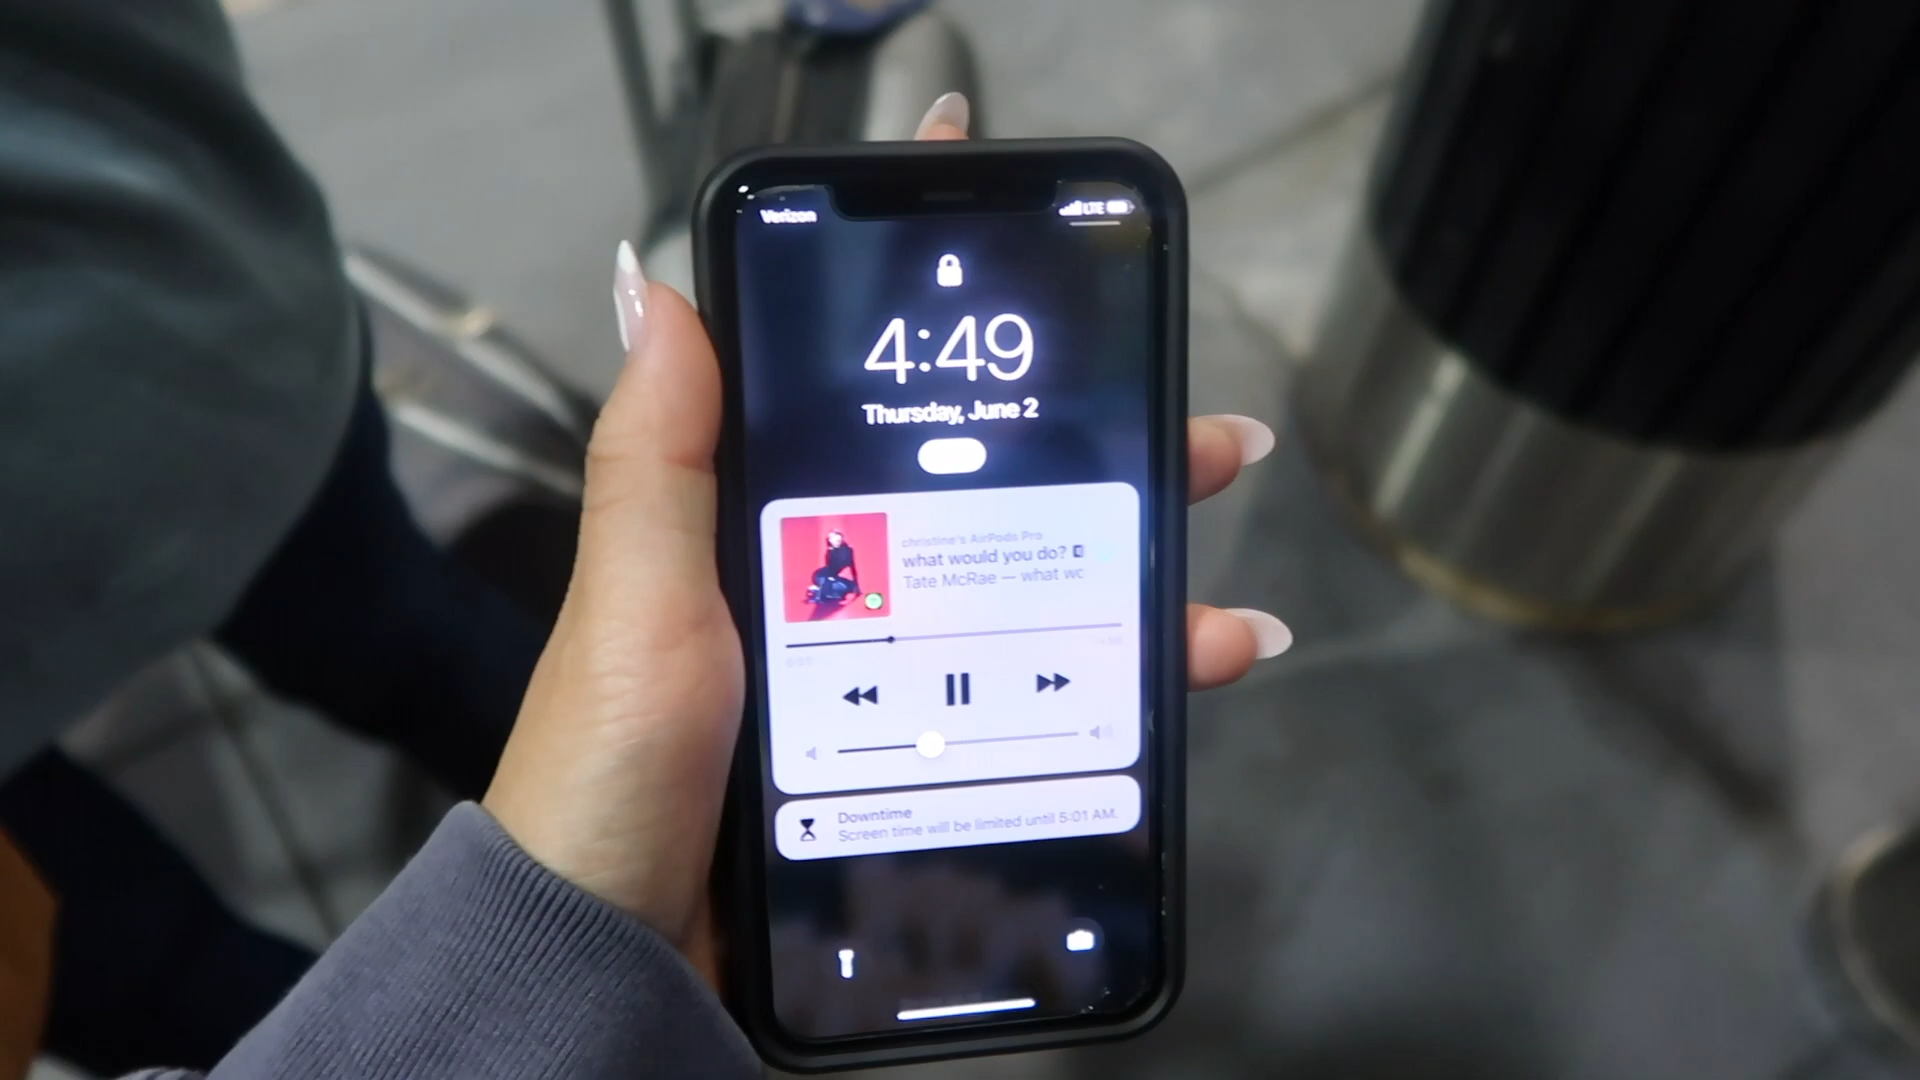 Verizon
LTE
4:49
Thursday, June 2
christine's AirPods Pro
what would you do? E
Tate McRae — what wo
Downtime
Screen time will be limited until 5:01 AM.